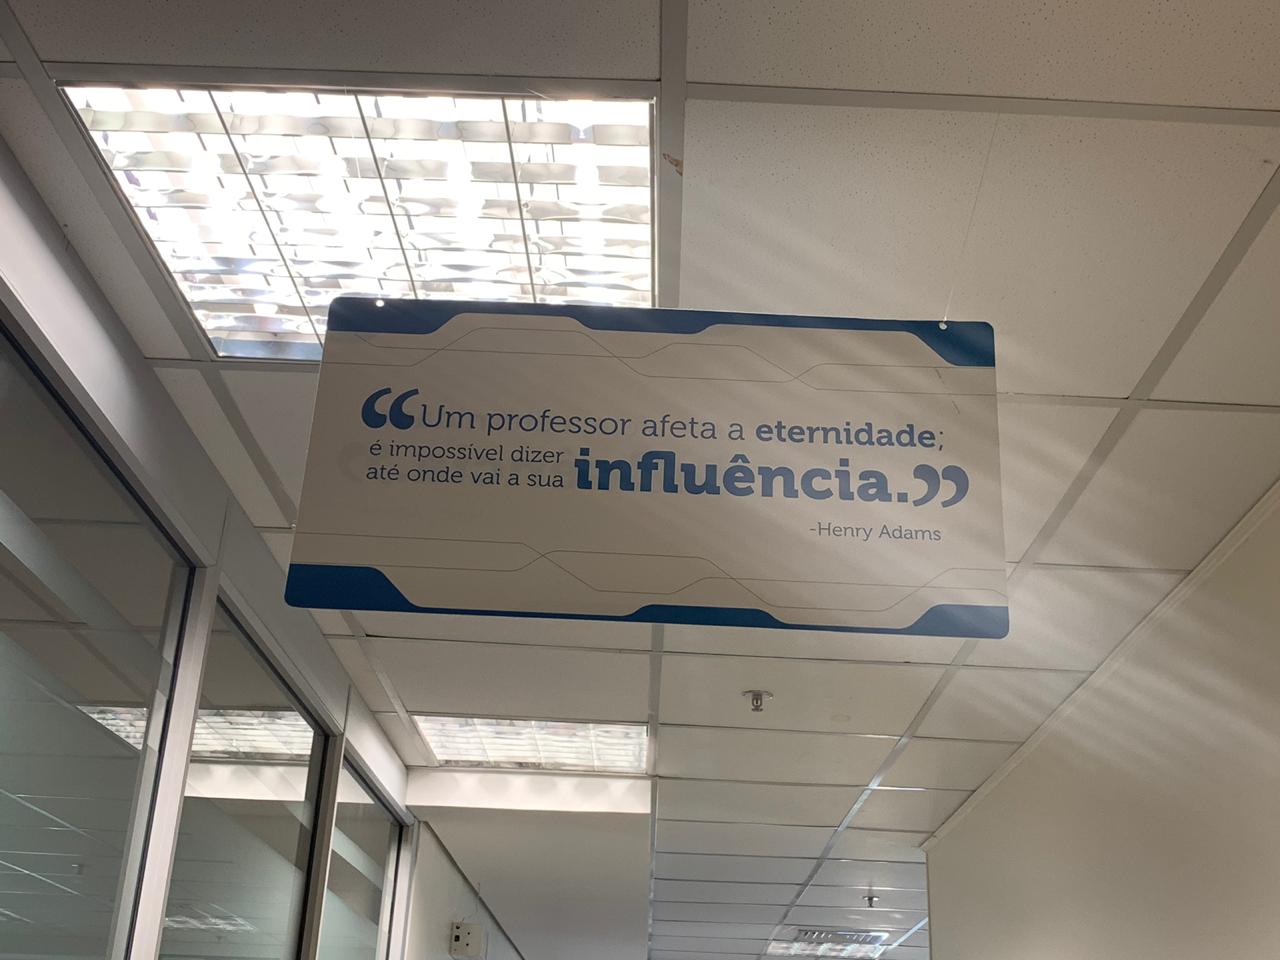 “Um professor afeta a eternidade;
é impossível dizer
até onde vai a sua influência.”
-Henry Adams